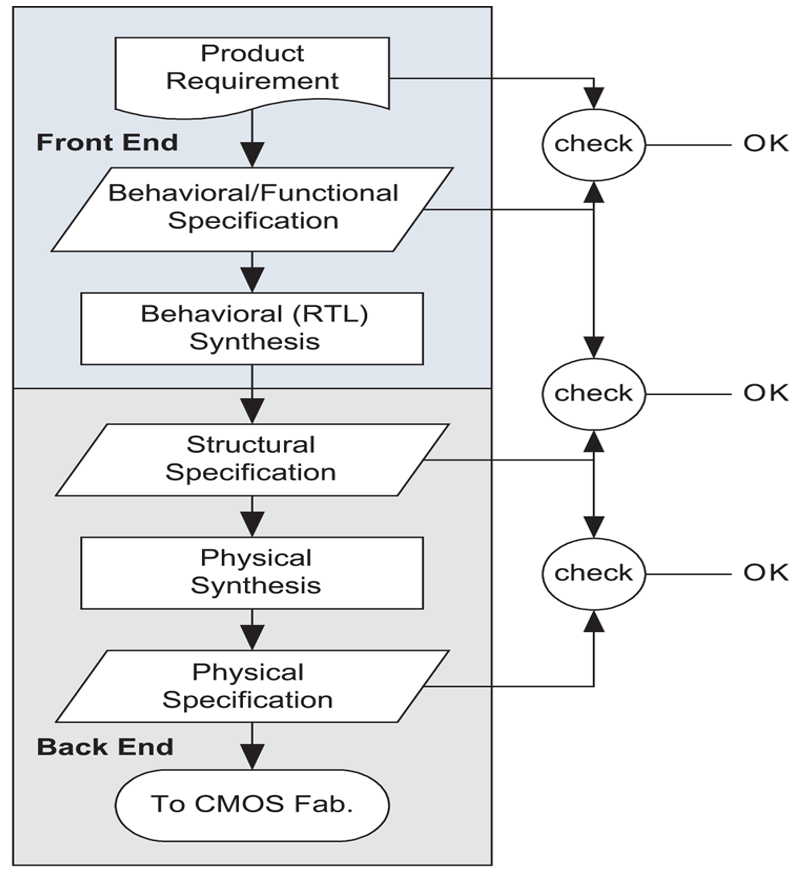 Product
Requirement
Front End
check
OK
Behavioral/Functional
Specification
Behavioral (RTL)
Synthesis
check
OK
Structural
Specification
Physical
Synthesis
check
OK
Physical
Specification
Back End
To CMOS Fab.